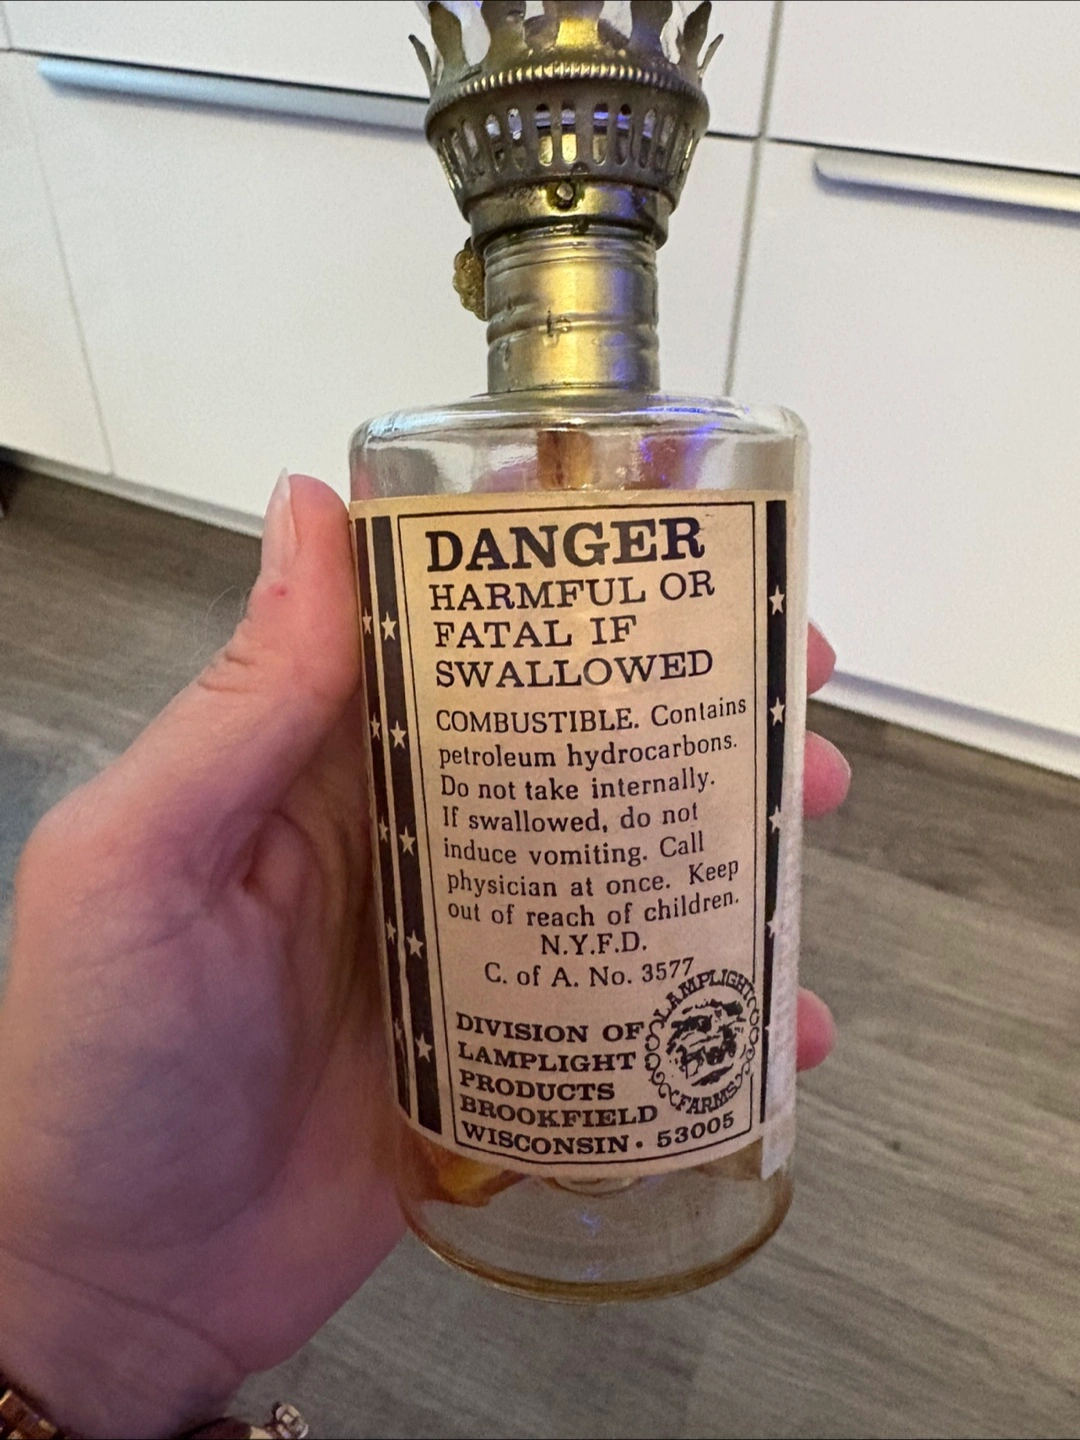 DANGER
HARMFUL OR
FATAL IF
SWALLOWED
COMBUSTIBLE. Contains
petroleum hydrocarbons.
Do not take internally.
If swallowed, do not
induce vomiting. Call
physician at once. Keep
out of reach of children.
N.Y.F.D.
C. of A. No. 3577
DIVISION OF
LAMPLIGHT
PRODUCTS
BROOKFIELD
WISCONSIN · 53005
LAMPLIGHT
FARMS